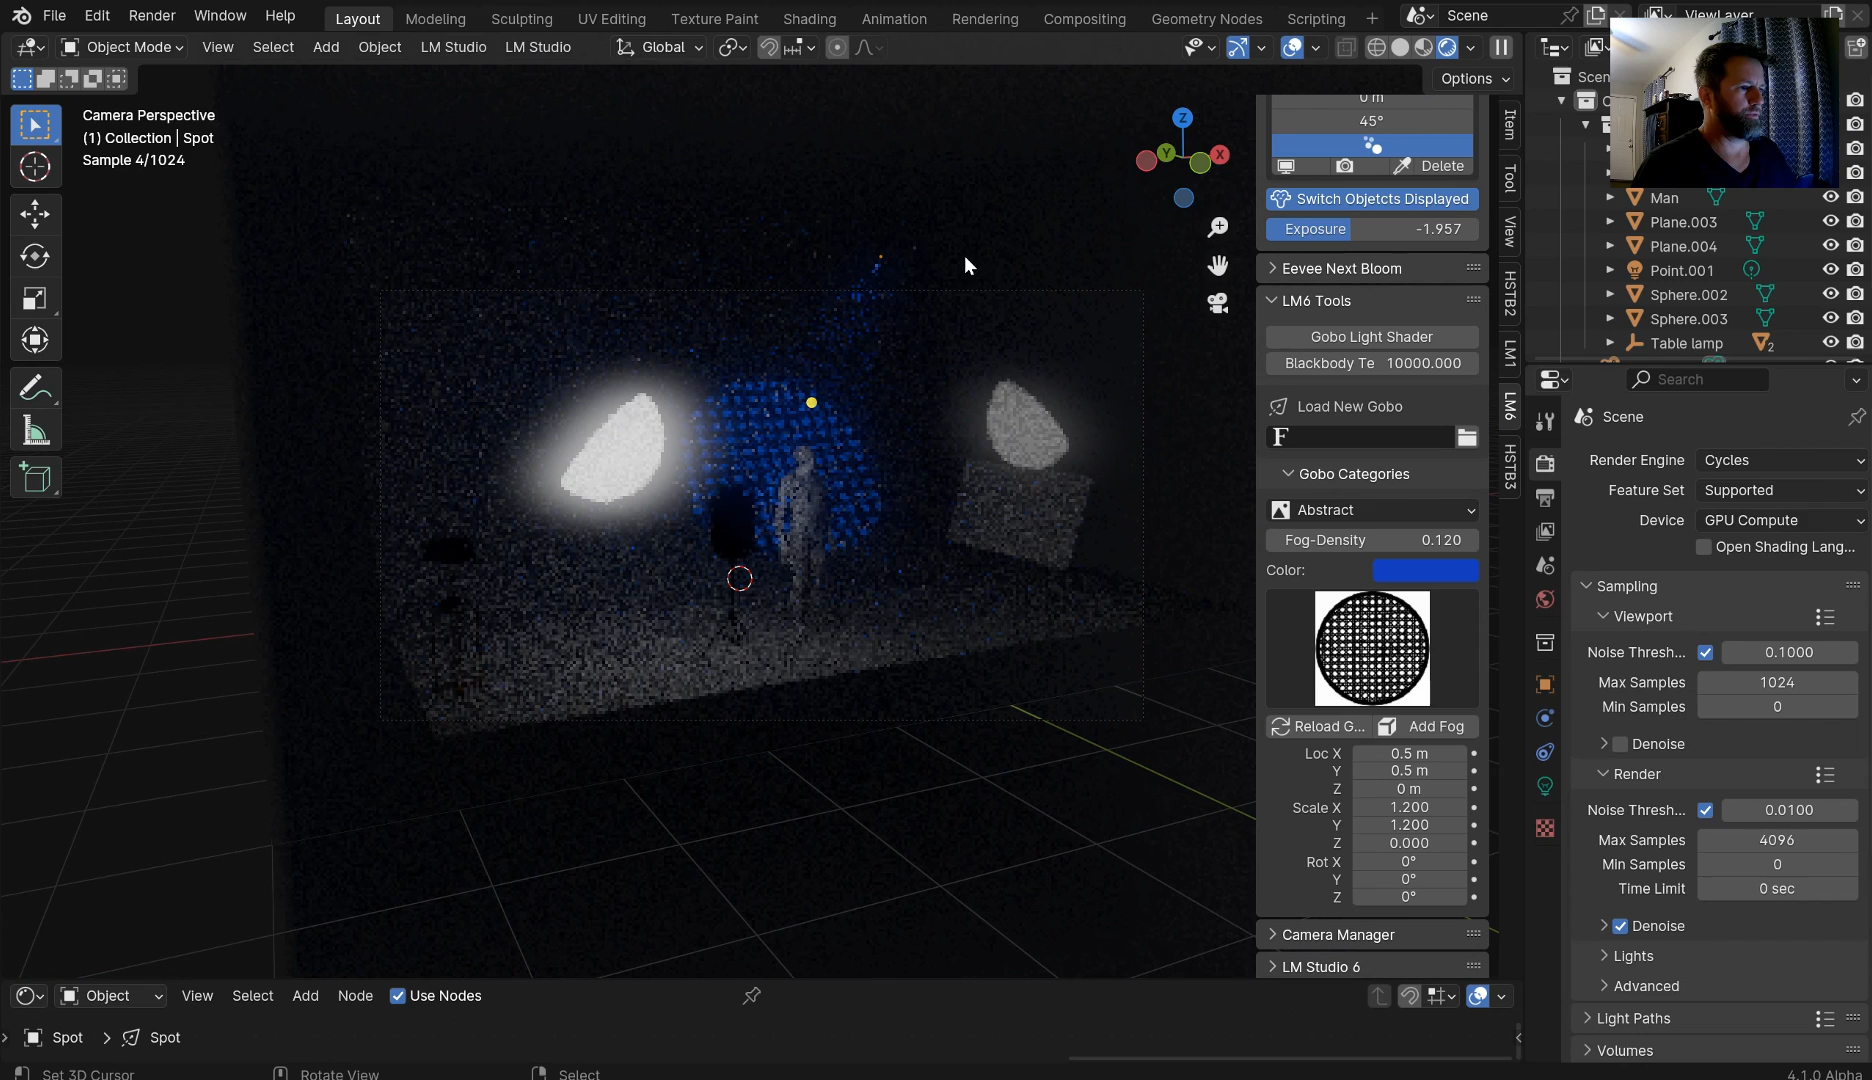 File Edit Render Window Help Layout Modeling Sculpting UV Editing Texture Paint Shading Animation Rendering Compositing Geometry Nodes Scripting + Scene ViewLayer
Object Mode View Select Add Object LM Studio LM Studio Global
Options
Camera Perspective
(1) Collection | Spot
Sample 4/1024
Z
Y
X
0 m
45°
Delete
Switch Objetcts Displayed
Exposure -1.957
Eevee Next Bloom
LM6 Tools
Gobo Light Shader
Blackbody Te 10000.000
Load New Gobo
F
Gobo Categories
Abstract
Fog-Density 0.120
Color:
Reload G... Add Fog
Loc X 0.5 m
Y 0.5 m
Z 0 m
Scale X 1.200
Y 1.200
Z 0.000
Rot X 0°
Y 0°
Z 0°
Camera Manager
LM Studio 6
Item
Tool
View
HSTB2
LM1
LM6
HSTB3
Scen
Man
Plane.003
Plane.004
Point.001
Sphere.002
Sphere.003
Table lamp 2
Search
Scene
Render Engine Cycles
Feature Set Supported
Device GPU Compute
Open Shading Lang...
Sampling
Viewport
Noise Thresh... 0.1000
Max Samples 1024
Min Samples 0
Denoise
Render
Noise Thresh... 0.0100
Max Samples 4096
Min Samples 0
Time Limit 0 sec
Denoise
Lights
Advanced
Light Paths
Volumes
Object View Select Add Node Use Nodes
Spot > Spot
Set 3D Cursor Rotate View Select 4.1.0 Alpha